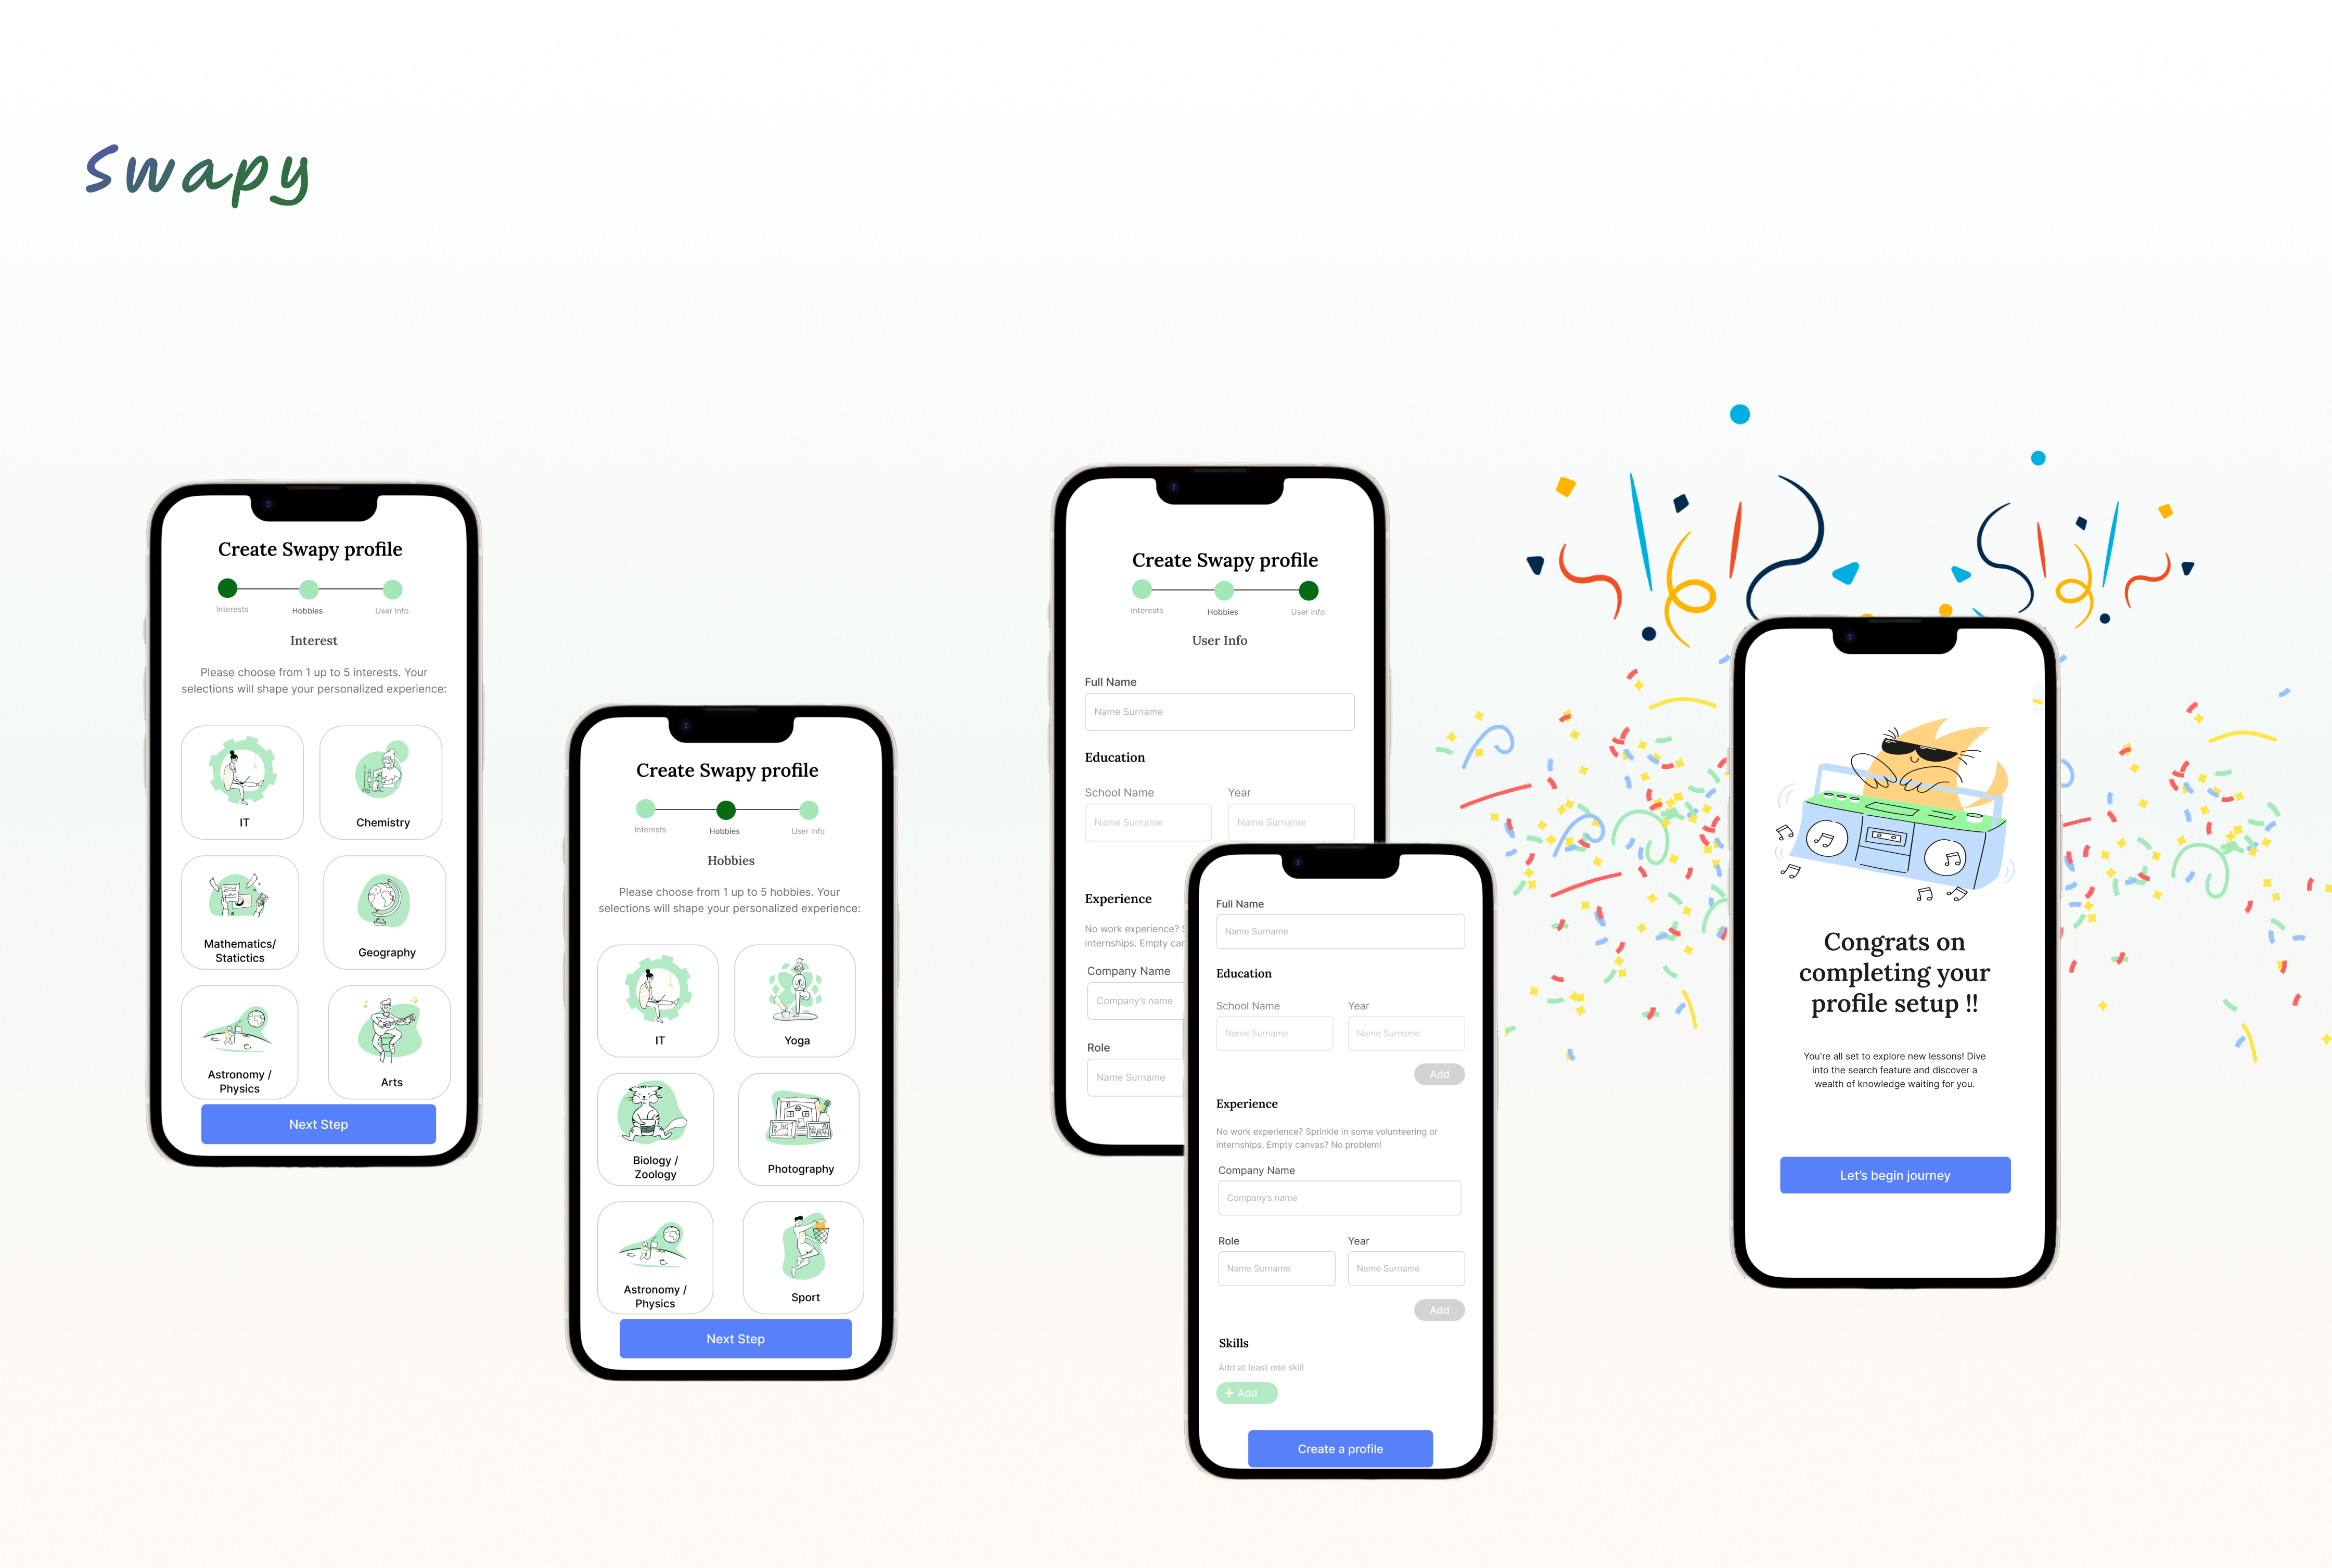 Swapy
Create Swapy profile
Interests
Hobbies
User Info
Interest
Please choose from 1 up to 5 interests. Your
selections will shape your personalized experience:
IT
Chemistry
Mathematics/
Statictics
Geography
Astronomy /
Physics
Arts
Next Step
Create Swapy profile
Interests
Hobbies
User Info
Hobbies
Please choose from 1 up to 5 hobbies. Your
selections will shape your personalized experience:
IT
Yoga
Biology /
Zoology
Photography
Astronomy /
Physics
Sport
Next Step
Create Swapy profile
Interests
Hobbies
User Info
User Info
Full Name
Name Surname
Education
School Name
Year
Name Surname
Name Surname
Experience
No work experience? S
internships. Empty can
Company Name
Company's name
Role
Name Surname
Full Name
Name Surname
Education
School Name
Year
Name Surname
Name Surname
Add
Experience
No work experience? Sprinkle in some volunteering or
internships. Empty canvas? No problem!
Company Name
Company's name
Role
Year
Name Surname
Name Surname
Add
Skills
Add at least one skill
+ Add
Create a profile
Congrats on
completing your
profile setup !!
You're all set to explore new lessons! Dive
into the search feature and discover a
wealth of knowledge waiting for you.
Let's begin journey